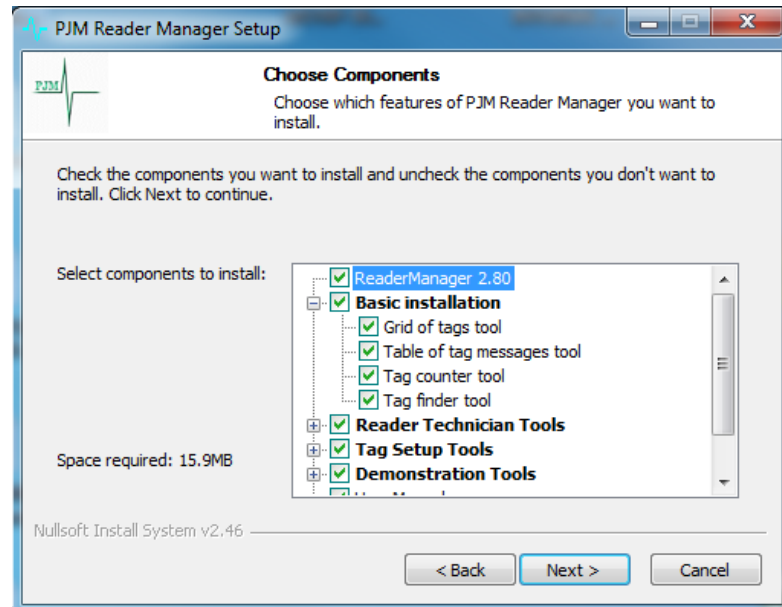 PJM Reader Manager Setup
PJM
Choose Components
Choose which features of PJM Reader Manager you want to
install.
Check the components you want to install and uncheck the components you don't want to
install. Click Next to continue.
Select components to install:
ReaderManager 2.80
Basic installation
Grid of tags tool
Table of tag messages tool
Tag counter tool
Tag finder tool
Reader Technician Tools
Tag Setup Tools
Demonstration Tools
Space required: 15.9MB
Nullsoft Install System v2.46
< Back
Next >
Cancel